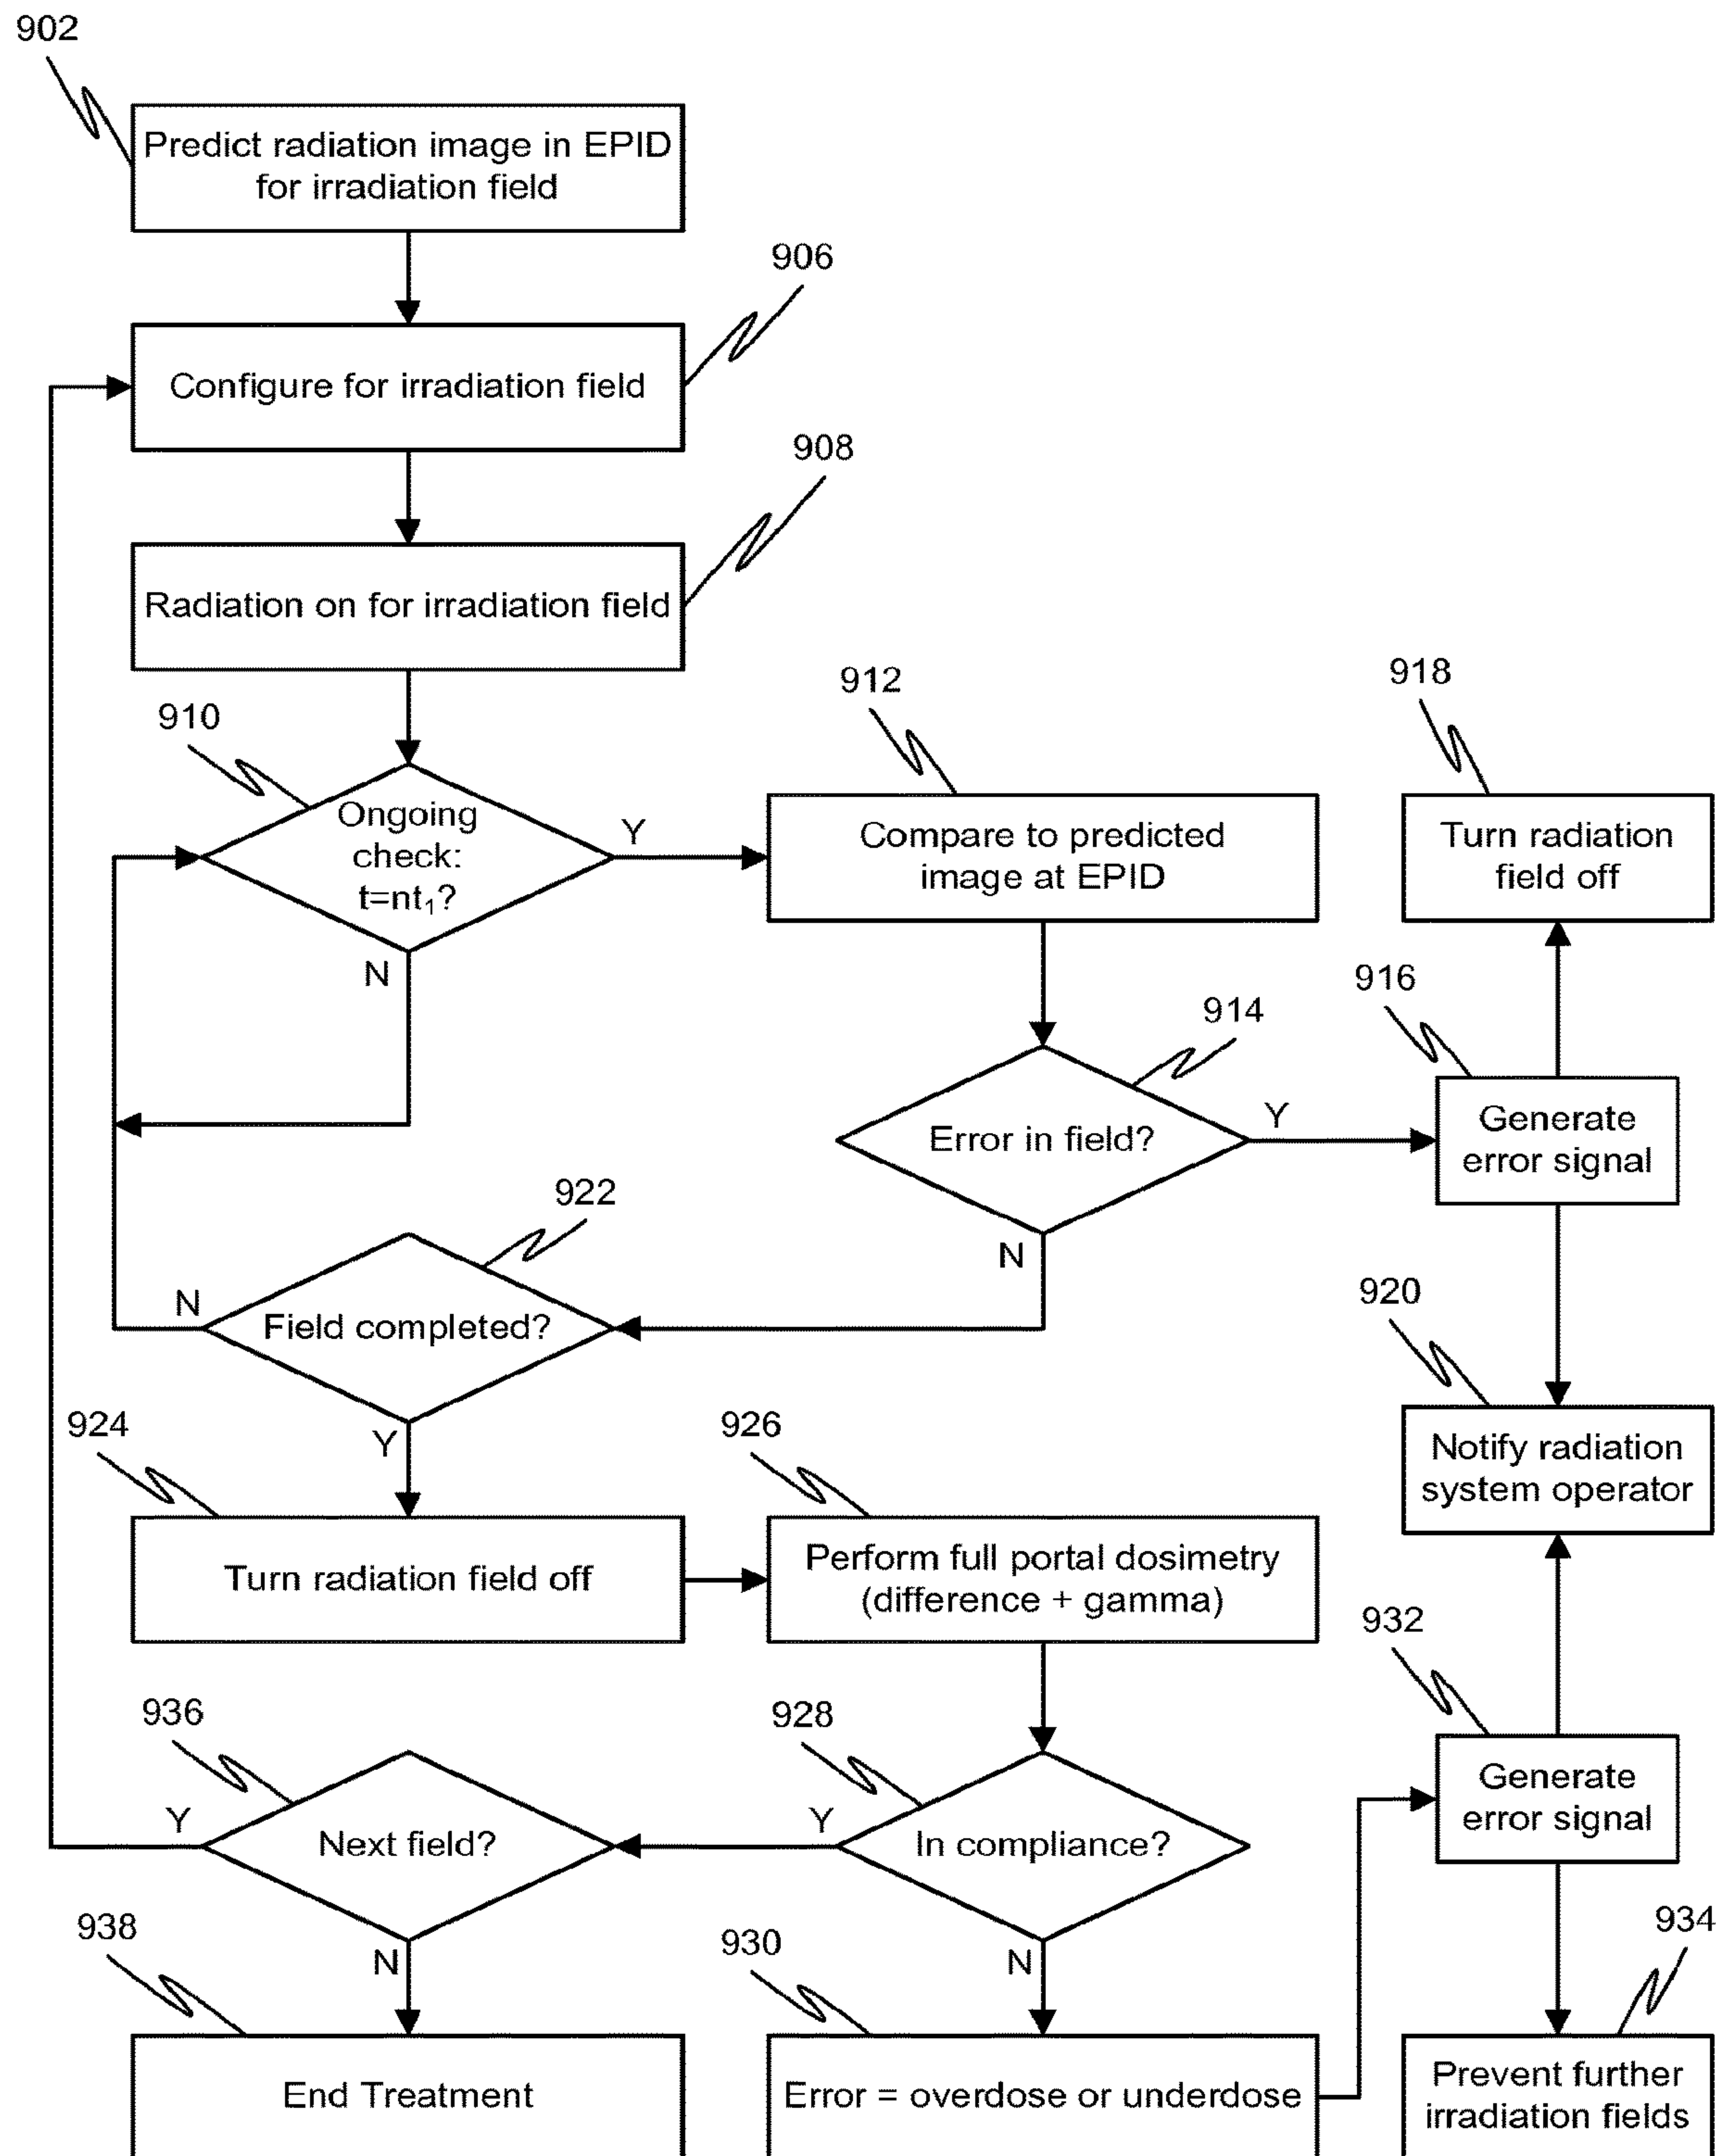 902
Predict radiation image in EPID
for irradiation field
906
Configure for irradiation field
908
Radiation on for irradiation field
910
Ongoing
check:
t=nt₁?
Y
N
912
Compare to predicted
image at EPID
918
Turn radiation
field off
916
Generate
error signal
914
Error in field?
Y
N
922
Field completed?
N
Y
920
Notify radiation
system operator
924
Turn radiation field off
926
Perform full portal dosimetry
(difference + gamma)
932
Generate
error signal
936
Next field?
Y
N
928
In compliance?
Y
N
938
End Treatment
930
Error = overdose or underdose
934
Prevent further
irradiation fields